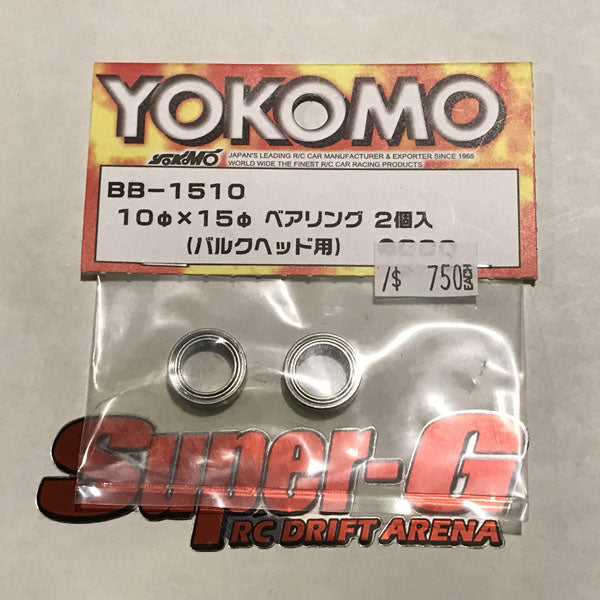 YOKOMO
YOKOMO
JAPAN'S LEADING R/C CAR MANUFACTURER & EXPORTER SINCE 1965
WORLD WIDE THE FINEST R/C CAR RACING PRODUCTS
BB-1510
10φ×15φ ベアリング 2個入
(バルクヘッド用)
/$ 750 EACH
Super-G
RC DRIFT ARENA